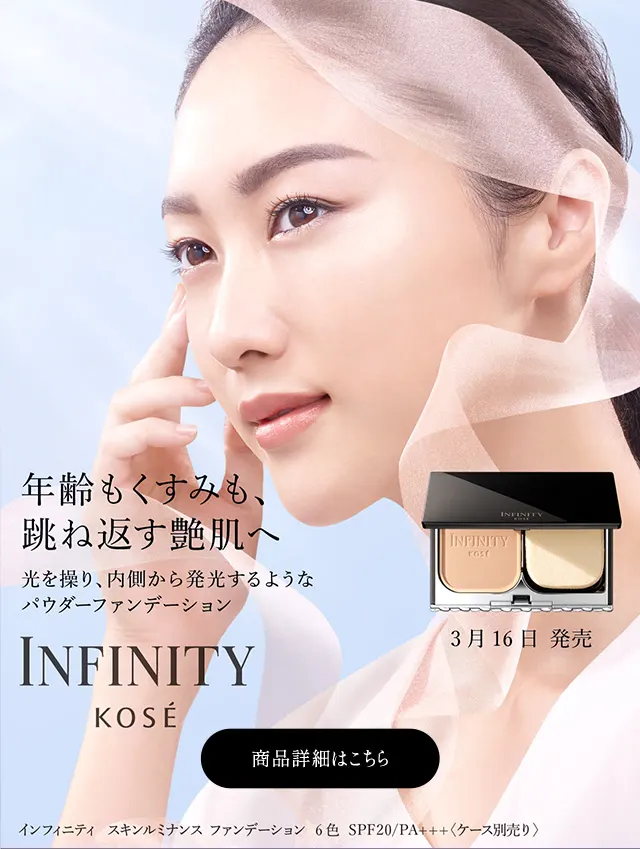 年齢もくすみも、
跳ね返す艶肌へ
光を操り、内側から発光するような
パウダーファンデーション
INFINITY
KOSÉ
INFINITY
KOSÉ
INFINITY
KOSÉ
3月16日 発売
商品詳細はこちら
インフィニティ スキンルミナンス ファンデーション 6色 SPF20/PA+++〈ケース別売り〉